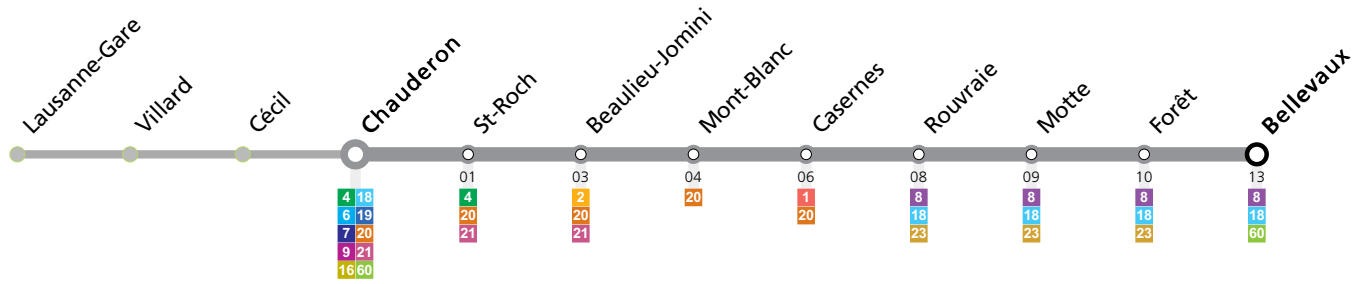 Lausanne-Gare
Villard
Cécil
Chauderon
St-Roch
Beaulieu-Jomini
Mont-Blanc
Casernes
Rouvraie
Motte
Forêt
Bellevaux
01 03 04 06 08 09 10 13
4 18 4 2 20 1 8 8 8 8
6 19 20 20 20 18 18 18 18
7 20 21 21 23 23 23 60
9 21
16 60